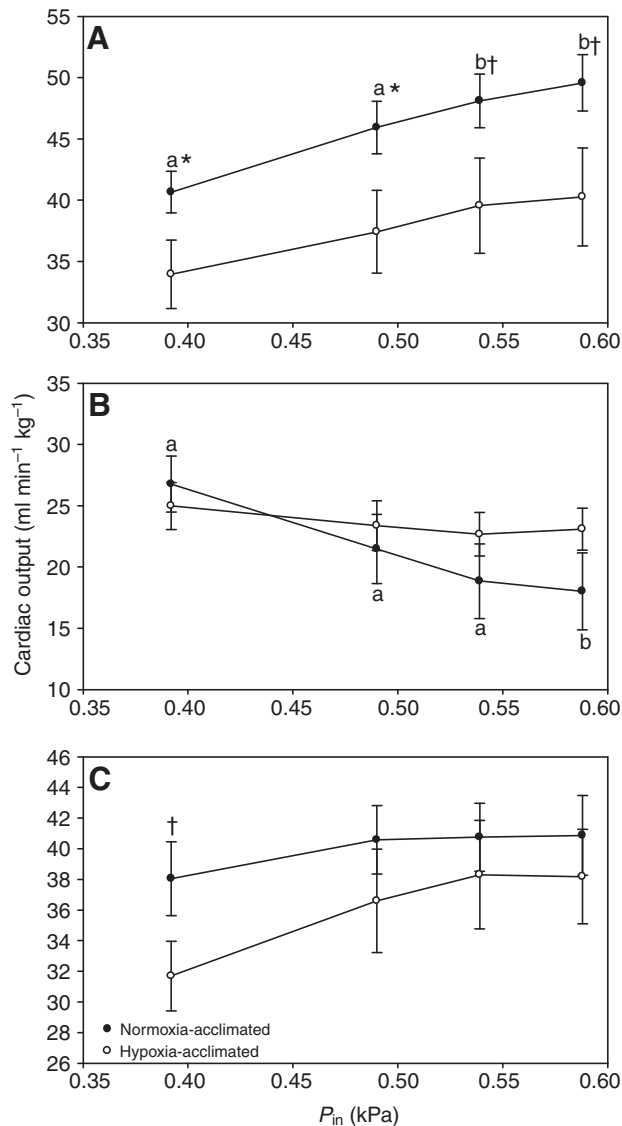 55
A
b†
b†
50
a *
45
a *
40
35
30
0.35 0.40 0.45 0.50 0.55 0.60
35
B
30
a
25
20
a
15
a
b
10
0.35 0.40 0.45 0.50 0.55 0.60
Cardiac output (ml min⁻¹ kg⁻¹)
46
C
44
42
†
40
38
36
34
32
30
28
26
Normoxia-acclimated
Hypoxia-acclimated
0.35 0.40 0.45 0.50 0.55 0.60
Pin (kPa)